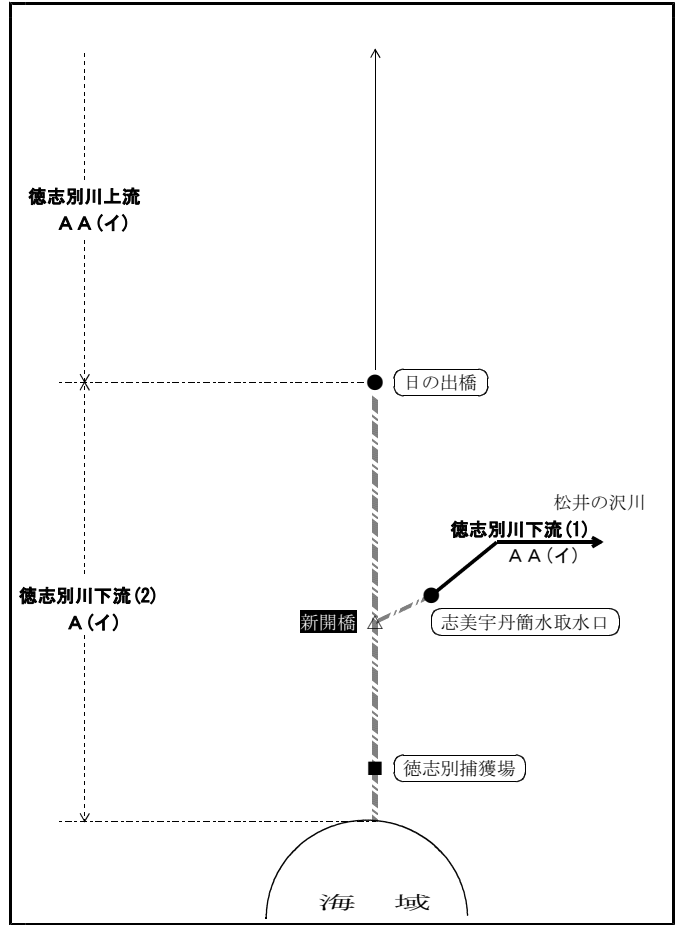 徳志別川上流
ＡＡ(イ)
日の出橋
松井の沢川
徳志別川下流(1)
ＡＡ(イ)
徳志別川下流(2)
Ａ(イ)
新開橋
志美宇丹簡水取水口
徳志別捕獲場
海　域